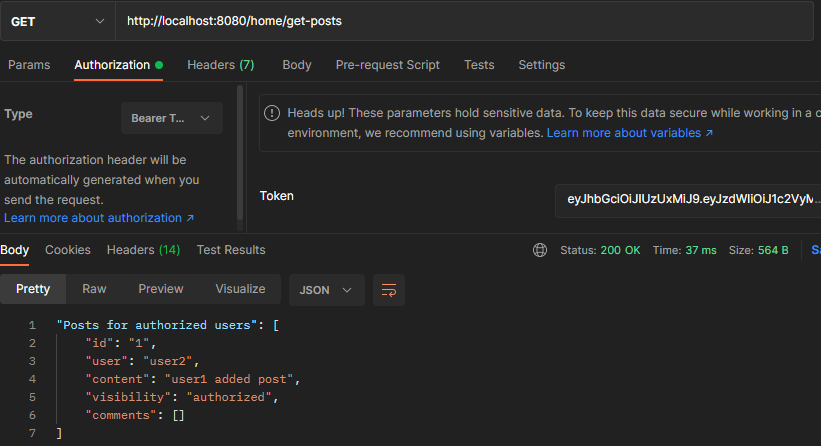 GET http://localhost:8080/home/get-posts
Params Authorization Headers (7) Body Pre-request Script Tests Settings
Type Bearer T...
Heads up! These parameters hold sensitive data. To keep this data secure while working in a c
environment, we recommend using variables. Learn more about variables ↗
The authorization header will be
automatically generated when you
send the request.
Learn more about authorization ↗
Token eyJhbGciOiJIUzUxMiJ9.eyJzdWIiOiJ1c2VyM...
Body Cookies Headers (14) Test Results Status: 200 OK Time: 37 ms Size: 564 B Sa
Pretty Raw Preview Visualize JSON
1 "Posts for authorized users": [
2 "id": "1",
3 "user": "user2",
4 "content": "user1 added post",
5 "visibility": "authorized",
6 "comments": []
7 ]